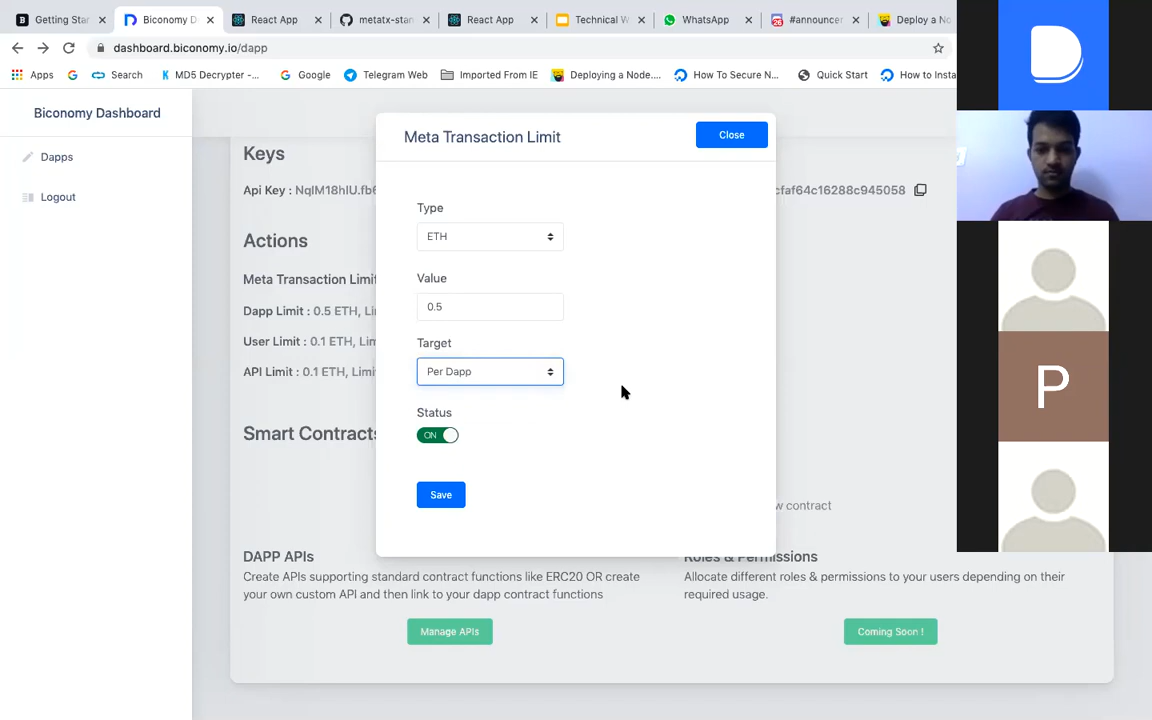 Getting Star
Biconomy D
React App
metatx-stan
React App
Technical W
WhatsApp
#announcer
Deploy a No
dashboard.biconomy.io/dapp
Apps
Search
MD5 Decrypter -...
Google
Telegram Web
Imported From IE
Deploying a Node....
How To Secure N...
Quick Start
How to Insta
Biconomy Dashboard
Dapps
Logout
Meta Transaction Limit
Close
Keys
Api Key :
cfaf64c16288c945058
Type
ETH
Actions
Value
Meta Transaction Limit
0.5
Dapp Limit : 0.5 ETH, Li
User Limit : 0.1 ETH, Lim
Target
API Limit : 0.1 ETH, Limi
Per Dapp
Status
ON
Smart Contracts
Save
w contract
DAPP APIs
Roles & Permissions
Create APIs supporting standard contract functions like ERC20 OR create
your own custom API and then link to your dapp contract functions
Allocate different roles & permissions to your users depending on their
required usage.
Manage APIs
Coming Soon !
P